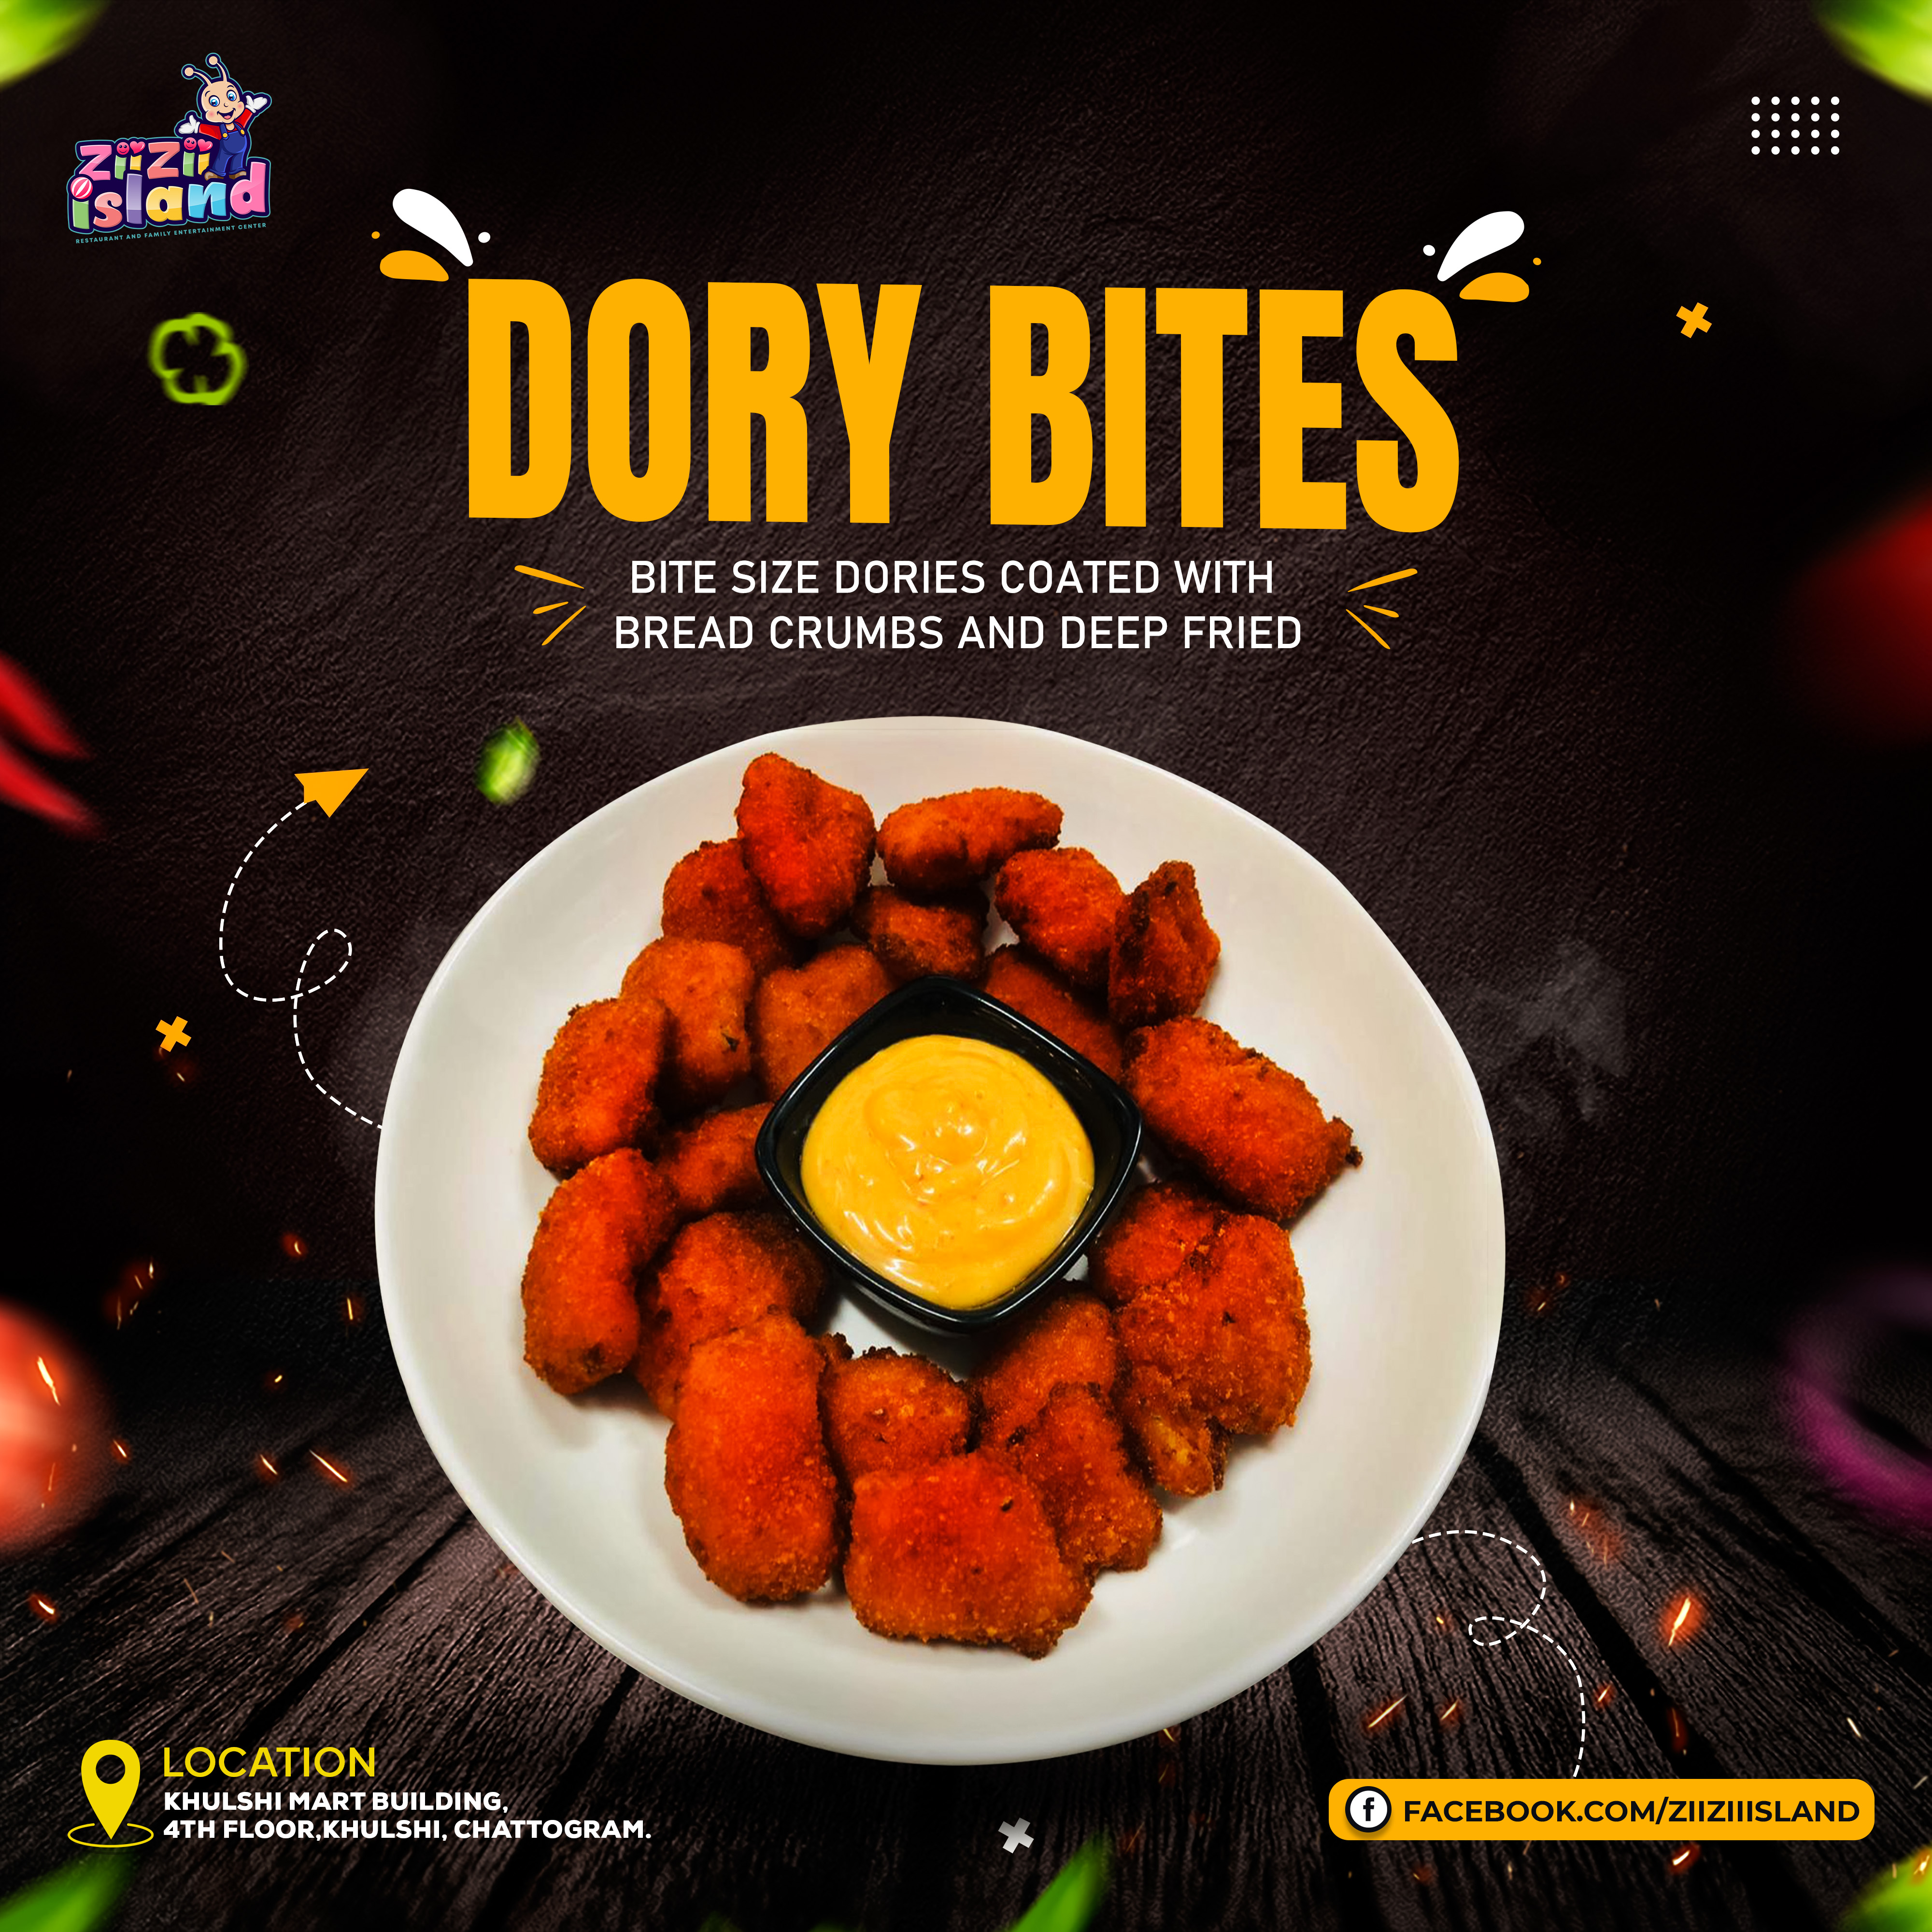 ziizii
island
RESTAURANT AND FAMILY ENTERTAINMENT CENTER
DORY BITES
BITE SIZE DORIES COATED WITH
BREAD CRUMBS AND DEEP FRIED
LOCATION
KHULSHI MART BUILDING,
4TH FLOOR,KHULSHI, CHATTOGRAM.
f FACEBOOK.COM/ZIIZIIISLAND